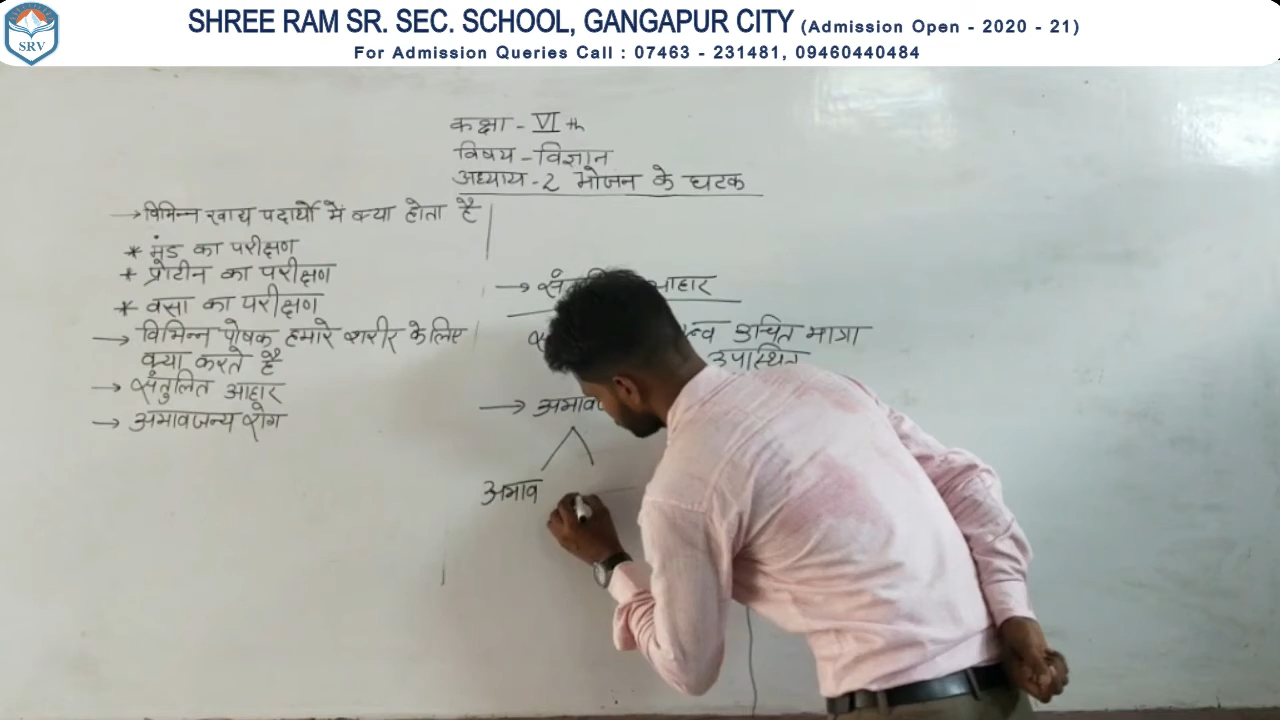 SRV
SHREE RAM SR. SEC. SCHOOL, GANGAPUR CITY (Admission Open - 2020 - 21)
For Admission Queries Call : 07463 - 231481, 09460440484
कक्षा - VI th
विषय - विज्ञान
अध्याय - 2 भोजन के घटक
→ विभिन्न खाद्य पदार्थो में क्या होता है
* मंड का परीक्षण
* प्रोटीन का परीक्षण
* वसा का परीक्षण
→ विभिन्न पोषक हमारे शरीर के लिए
क्या करते है
→ संतुलित आहार
→ अभावजन्य रोग
→ आहार
उचित मात्रा
उपस्थित
→ अभाव
अभाव